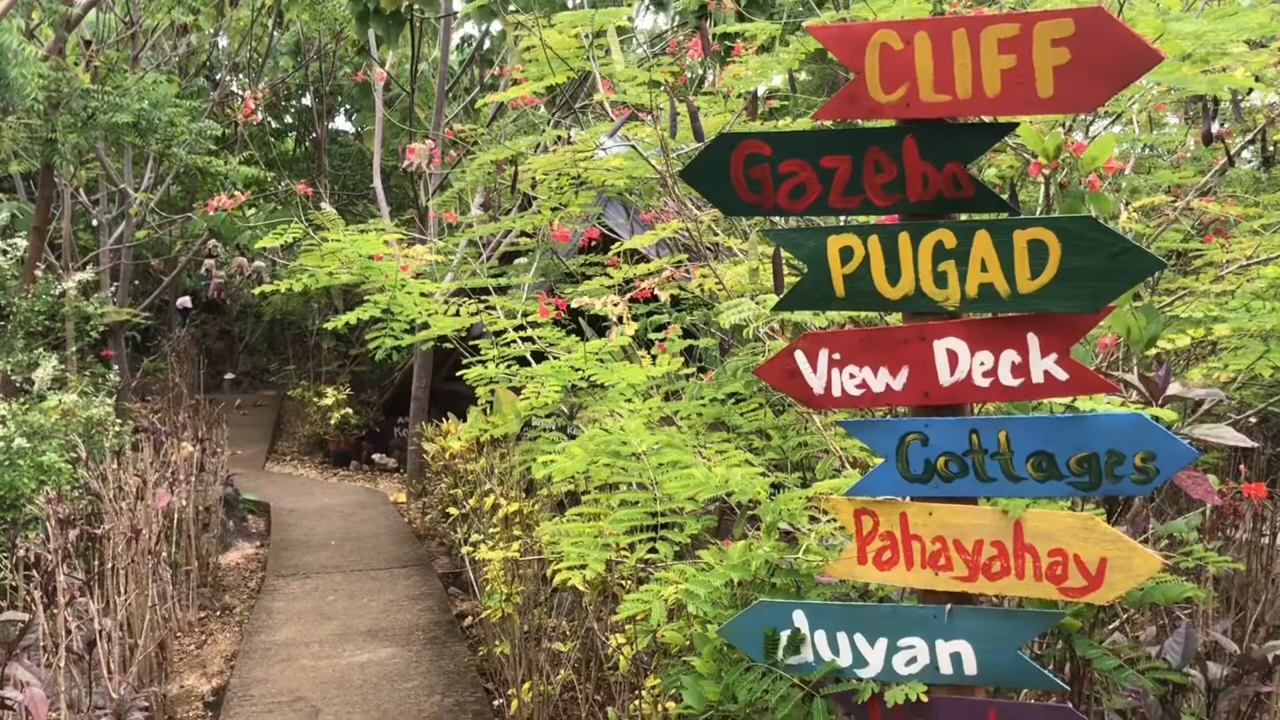 CLIFF
Gazebo
PUGAD
View Deck
Cottages
Pahayahay
duyan